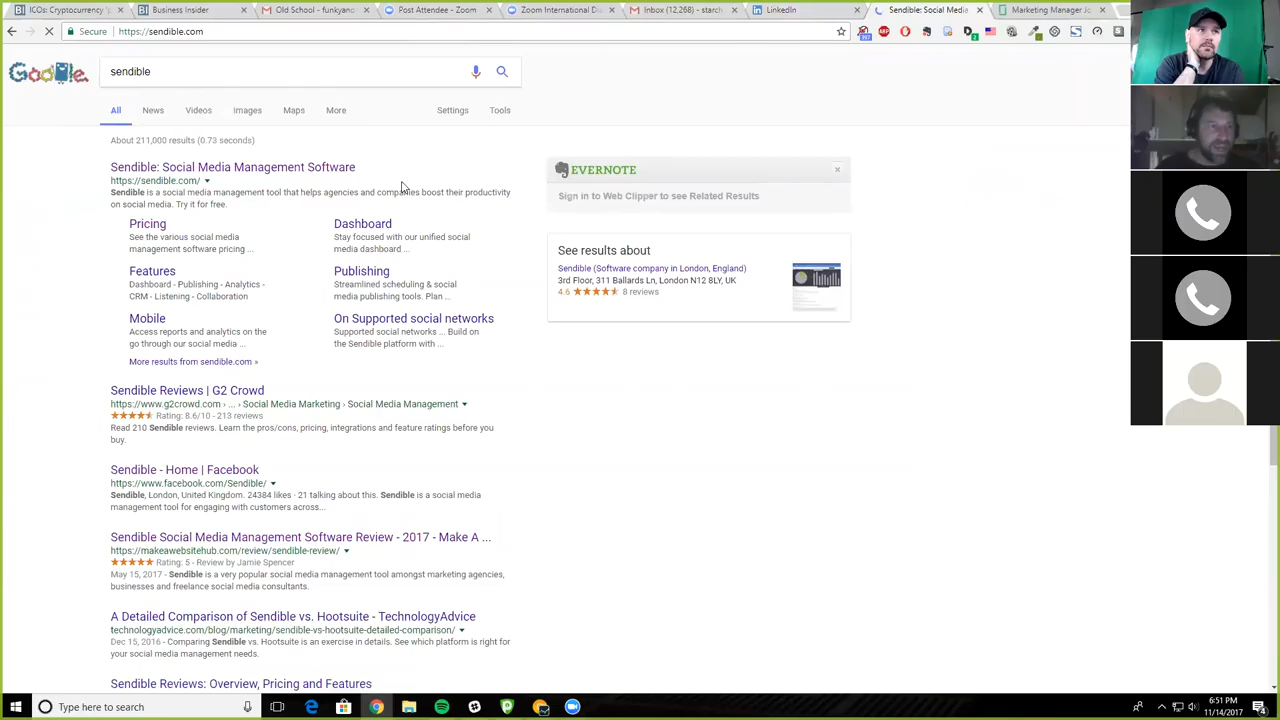 ICOs: Cryptocurrency
Business Insider
Old School - funkyano
Post Attendee - Zoom
Zoom International Di
Inbox (12,268) - starch
LinkedIn
Sendible: Social Media
Marketing Manager Jo
Secure
https://sendible.com
sendible
All
News
Videos
Images
Maps
More
Settings
Tools
About 211,000 results (0.73 seconds)
Sendible: Social Media Management Software
https://sendible.com/
Sendible is a social media management tool that helps agencies and companies boost their productivity
on social media. Try it for free.
Pricing
See the various social media
management software pricing ...
Dashboard
Stay focused with our unified social
media dashboard ...
Features
Dashboard - Publishing - Analytics -
CRM - Listening - Collaboration
Publishing
Streamlined scheduling & social
media publishing tools. Plan ...
Mobile
Access reports and analytics on the
go through our social media ...
On Supported social networks
Supported social networks ... Build on
the Sendible platform with ...
More results from sendible.com »
EVERNOTE
Sign in to Web Clipper to see Related Results
See results about
Sendible (Software company in London, England)
3rd Floor, 311 Ballards Ln, London N12 8LY, UK
4.6 8 reviews
Sendible Reviews | G2 Crowd
https://www.g2crowd.com › ... › Social Media Marketing › Social Media Management
Rating: 8.6/10 - 213 reviews
Read 210 Sendible reviews. Learn the pros/cons, pricing, integrations and feature ratings before you
buy.
Sendible - Home | Facebook
https://www.facebook.com/Sendible/
Sendible, London, United Kingdom. 24384 likes · 21 talking about this. Sendible is a social media
management tool for engaging with customers across...
Sendible Social Media Management Software Review - 2017 - Make A ...
https://makeawebsitehub.com/review/sendible-review/
Rating: 5 - Review by Jamie Spencer
May 15, 2017 - Sendible is a very popular social media management tool amongst marketing agencies,
businesses and freelance social media consultants.
A Detailed Comparison of Sendible vs. Hootsuite - TechnologyAdvice
technologyadvice.com/blog/marketing/sendible-vs-hootsuite-detailed-comparison/
Dec 15, 2016 - Comparing Sendible vs. Hootsuite is an exercise in details. See which platform is right for
your social media management needs.
Sendible Reviews: Overview, Pricing and Features
Type here to search
6:51 PM
11/14/2017